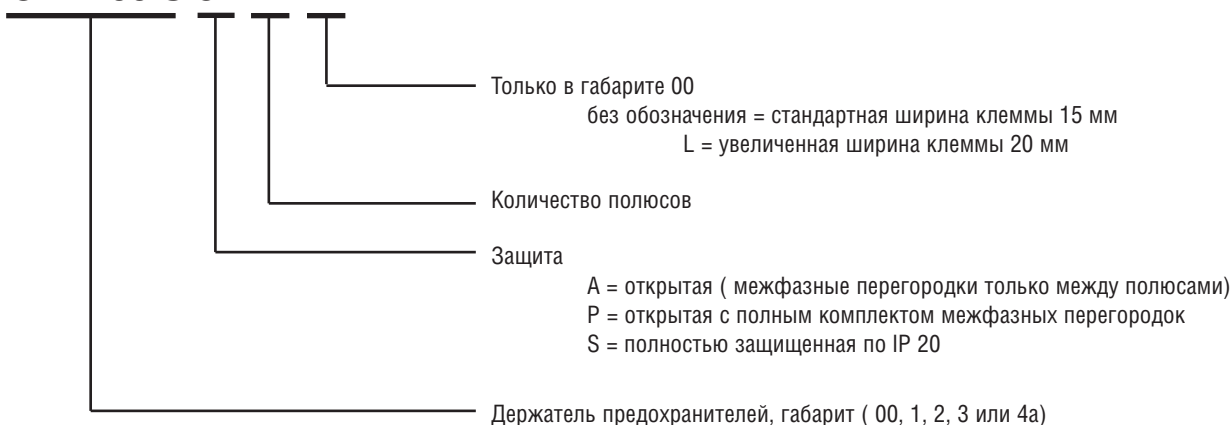 Только в габарите 00
без обозначения = стандартная ширина клеммы 15 мм
L = увеличенная ширина клеммы 20 мм
Количество полюсов
Защита
A = открытая ( межфазные перегородки только между полюсами)
P = открытая с полным комплектом межфазных перегородок
S = полностью защищенная по IP 20
Держатель предохранителей, габарит ( 00, 1, 2, 3 или 4a)